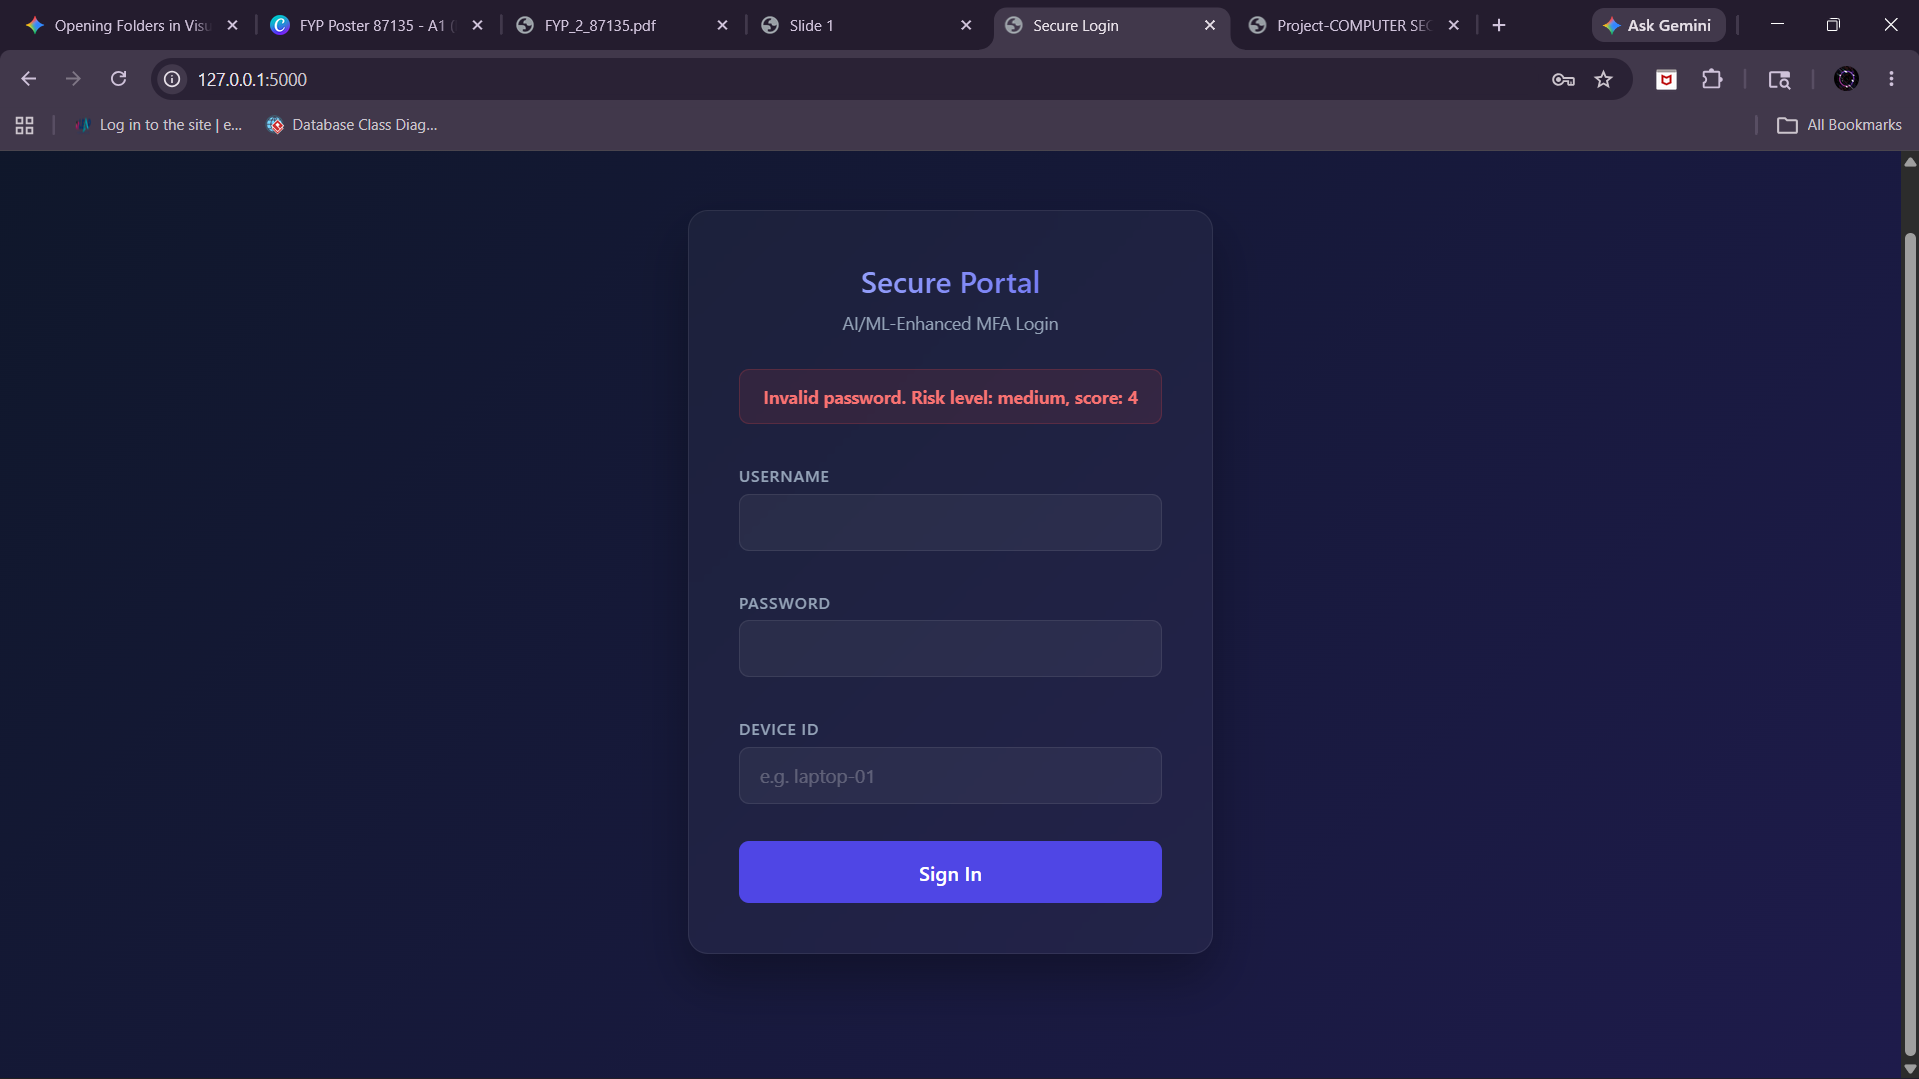 Opening Folders in Visu
FYP Poster 87135 - A1 (
FYP_2_87135.pdf
Slide 1
Secure Login
Project-COMPUTER SEC
Ask Gemini
127.0.0.1:5000
Log in to the site | e...
Database Class Diag...
All Bookmarks
Secure Portal
AI/ML-Enhanced MFA Login
Invalid password. Risk level: medium, score: 4
USERNAME
PASSWORD
DEVICE ID
e.g. laptop-01
Sign In